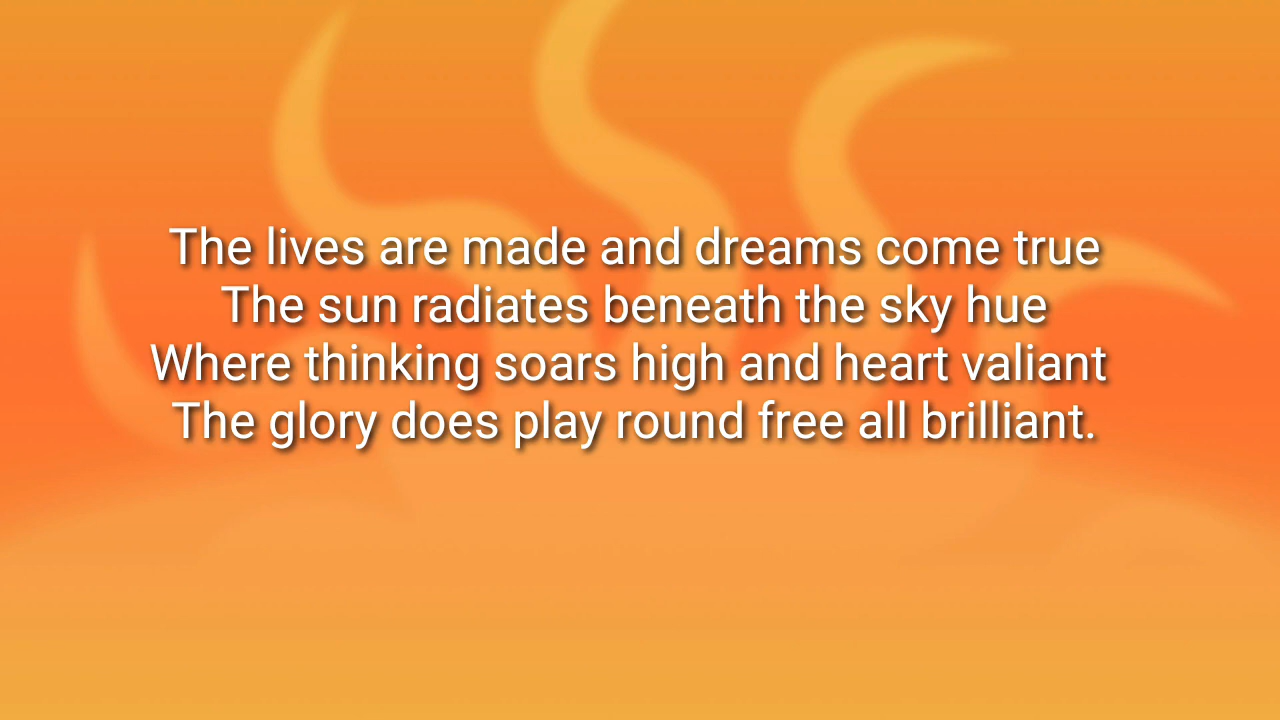 The lives are made and dreams come true
The sun radiates beneath the sky hue
Where thinking soars high and heart valiant
The glory does play round free all brilliant.